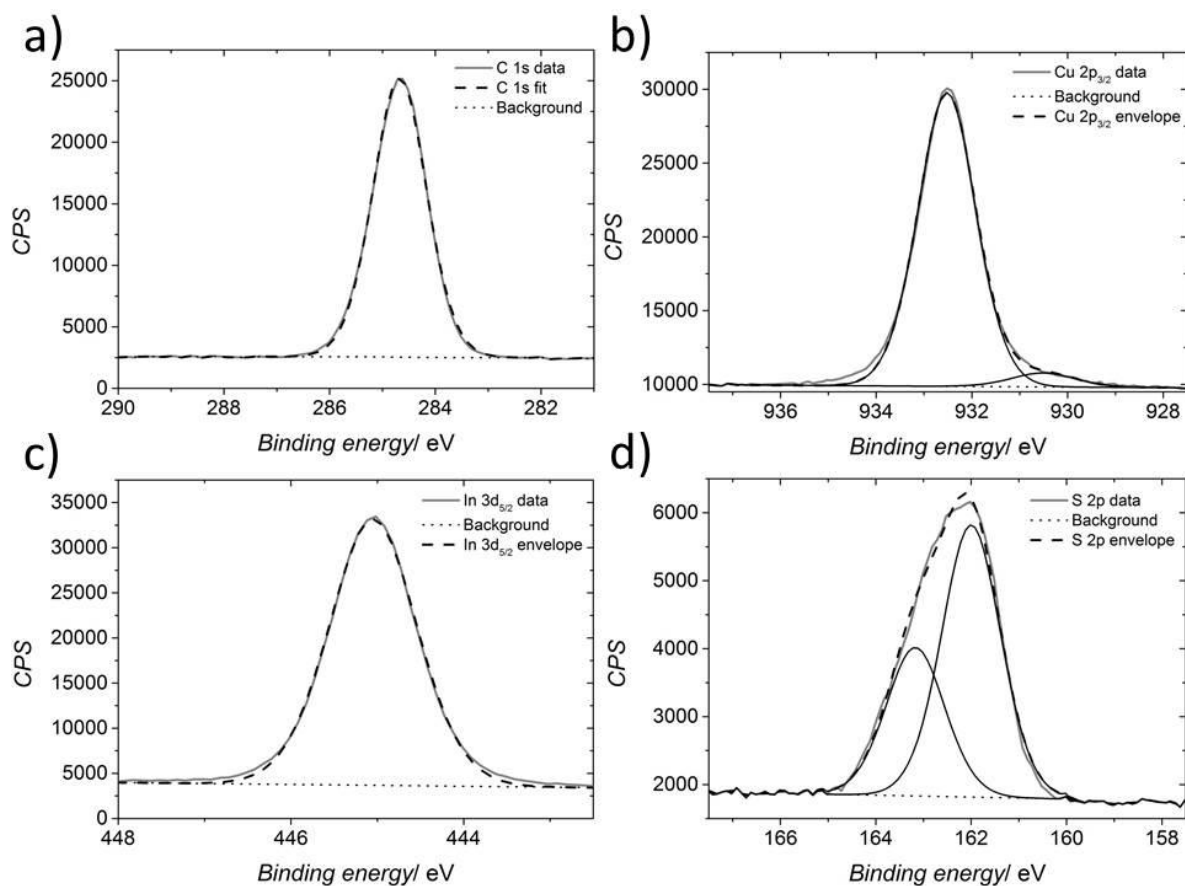 a)
C 1s data
C 1s fit
Background
25000
20000
15000
10000
5000
0
CPS
290 288 286 284 282
Binding energy/ eV
b)
Cu 2p3/2 data
Background
Cu 2p3/2 envelope
30000
25000
20000
15000
10000
CPS
936 934 932 930 928
Binding energy/ eV
c)
In 3d5/2 data
Background
In 3d5/2 envelope
35000
30000
25000
20000
15000
10000
5000
0
CPS
448 446 444
Binding energy/ eV
d)
S 2p data
Background
S 2p envelope
6000
5000
4000
3000
2000
CPS
166 164 162 160 158
Binding energy/ eV